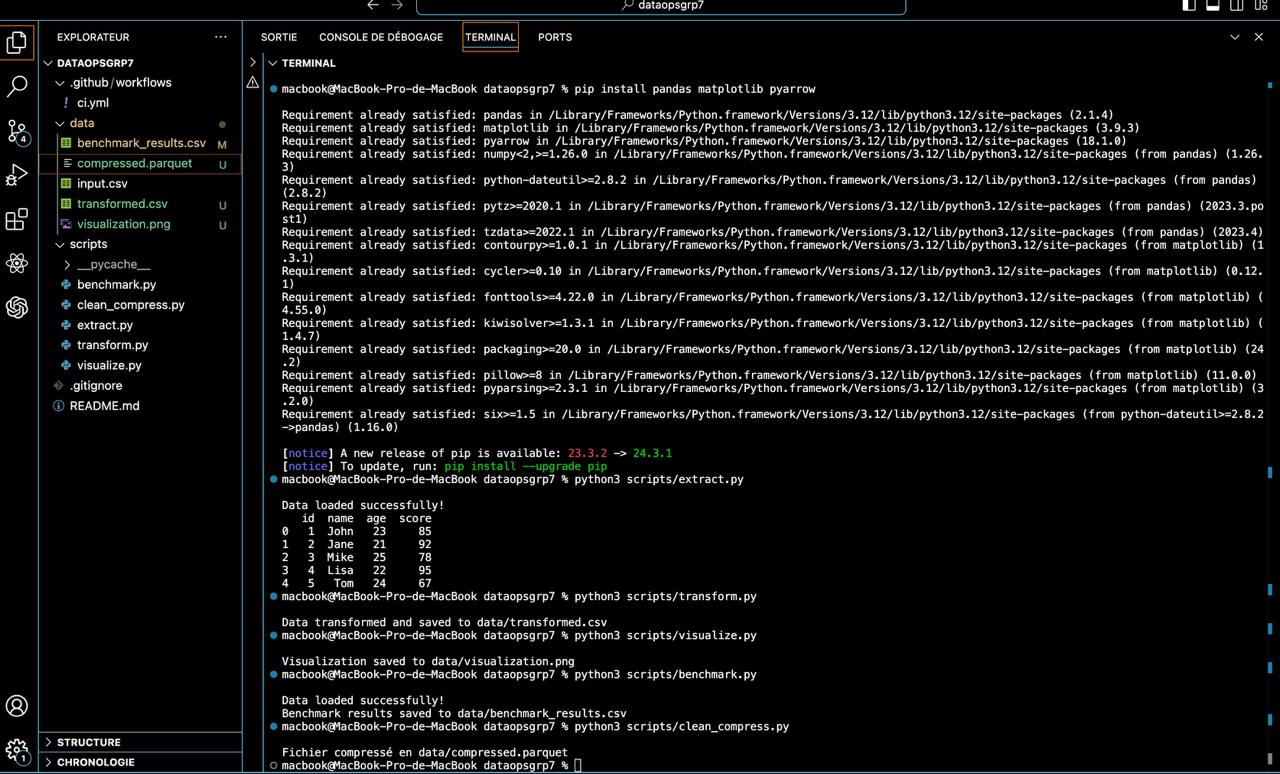 dataopsgrp7
EXPLORATEUR
SORTIE
CONSOLE DE DÉBOGAGE
TERMINAL
PORTS
DATAOPSGRP7
.github/workflows
ci.yml
data
benchmark_results.csv M
compressed.parquet U
input.csv
transformed.csv U
visualization.png U
scripts
__pycache__
benchmark.py
clean_compress.py
extract.py
transform.py
visualize.py
.gitignore
README.md
STRUCTURE
CHRONOLOGIE
4
1
TERMINAL
macbook@MacBook-Pro-de-MacBook dataopsgrp7 % pip install pandas matplotlib pyarrow
Requirement already satisfied: pandas in /Library/Frameworks/Python.framework/Versions/3.12/lib/python3.12/site-packages (2.1.4)
Requirement already satisfied: matplotlib in /Library/Frameworks/Python.framework/Versions/3.12/lib/python3.12/site-packages (3.9.3)
Requirement already satisfied: pyarrow in /Library/Frameworks/Python.framework/Versions/3.12/lib/python3.12/site-packages (18.1.0)
Requirement already satisfied: numpy<2,>=1.26.0 in /Library/Frameworks/Python.framework/Versions/3.12/lib/python3.12/site-packages (from pandas) (1.26.
3)
Requirement already satisfied: python-dateutil>=2.8.2 in /Library/Frameworks/Python.framework/Versions/3.12/lib/python3.12/site-packages (from pandas)
(2.8.2)
Requirement already satisfied: pytz>=2020.1 in /Library/Frameworks/Python.framework/Versions/3.12/lib/python3.12/site-packages (from pandas) (2023.3.po
st1)
Requirement already satisfied: tzdata>=2022.1 in /Library/Frameworks/Python.framework/Versions/3.12/lib/python3.12/site-packages (from pandas) (2023.4)
Requirement already satisfied: contourpy>=1.0.1 in /Library/Frameworks/Python.framework/Versions/3.12/lib/python3.12/site-packages (from matplotlib) (1
.3.1)
Requirement already satisfied: cycler>=0.10 in /Library/Frameworks/Python.framework/Versions/3.12/lib/python3.12/site-packages (from matplotlib) (0.12.
1)
Requirement already satisfied: fonttools>=4.22.0 in /Library/Frameworks/Python.framework/Versions/3.12/lib/python3.12/site-packages (from matplotlib) (
4.55.0)
Requirement already satisfied: kiwisolver>=1.3.1 in /Library/Frameworks/Python.framework/Versions/3.12/lib/python3.12/site-packages (from matplotlib) (
1.4.7)
Requirement already satisfied: packaging>=20.0 in /Library/Frameworks/Python.framework/Versions/3.12/lib/python3.12/site-packages (from matplotlib) (24
.2)
Requirement already satisfied: pillow>=8 in /Library/Frameworks/Python.framework/Versions/3.12/lib/python3.12/site-packages (from matplotlib) (11.0.0)
Requirement already satisfied: pyparsing>=2.3.1 in /Library/Frameworks/Python.framework/Versions/3.12/lib/python3.12/site-packages (from matplotlib) (3
.2.0)
Requirement already satisfied: six>=1.5 in /Library/Frameworks/Python.framework/Versions/3.12/lib/python3.12/site-packages (from python-dateutil>=2.8.2
->pandas) (1.16.0)
[notice] A new release of pip is available: 23.3.2 -> 24.3.1
[notice] To update, run: pip install --upgrade pip
macbook@MacBook-Pro-de-MacBook dataopsgrp7 % python3 scripts/extract.py
Data loaded successfully!
id name age score
0 1 John 23 85
1 2 Jane 21 92
2 3 Mike 25 78
3 4 Lisa 22 95
4 5 Tom 24 67
macbook@MacBook-Pro-de-MacBook dataopsgrp7 % python3 scripts/transform.py
Data transformed and saved to data/transformed.csv
macbook@MacBook-Pro-de-MacBook dataopsgrp7 % python3 scripts/visualize.py
Visualization saved to data/visualization.png
macbook@MacBook-Pro-de-MacBook dataopsgrp7 % python3 scripts/benchmark.py
Data loaded successfully!
Benchmark results saved to data/benchmark_results.csv
macbook@MacBook-Pro-de-MacBook dataopsgrp7 % python3 scripts/clean_compress.py
Fichier compressé en data/compressed.parquet
macbook@MacBook-Pro-de-MacBook dataopsgrp7 %